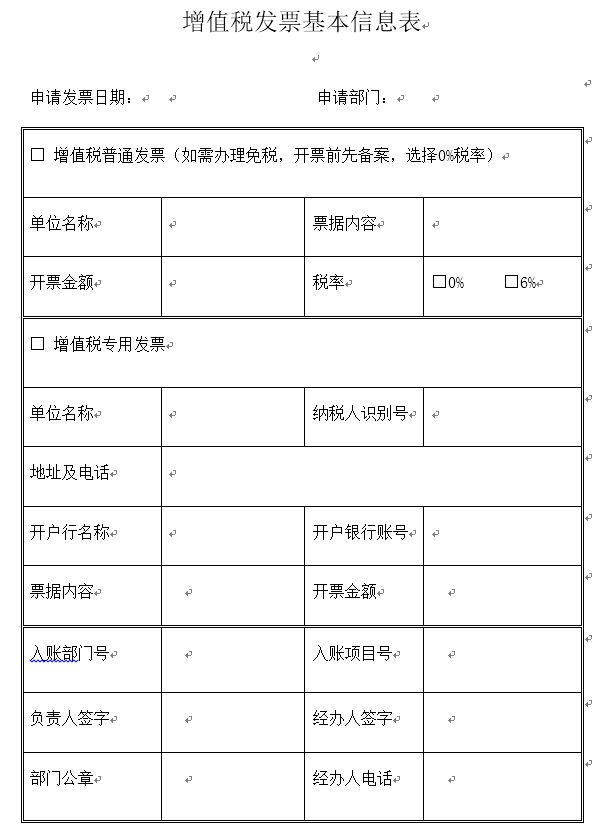 增值税发票基本信息表
申请发票日期： 申请部门：
□ 增值税普通发票（如需办理免税，开票前先备案，选择0%税率）
单位名称 票据内容
开票金额 税率 □0% □6%
□ 增值税专用发票
单位名称 纳税人识别号
地址及电话
开户行名称 开户银行账号
票据内容 开票金额
入账部门号 入账项目号
负责人签字 经办人签字
部门公章 经办人电话